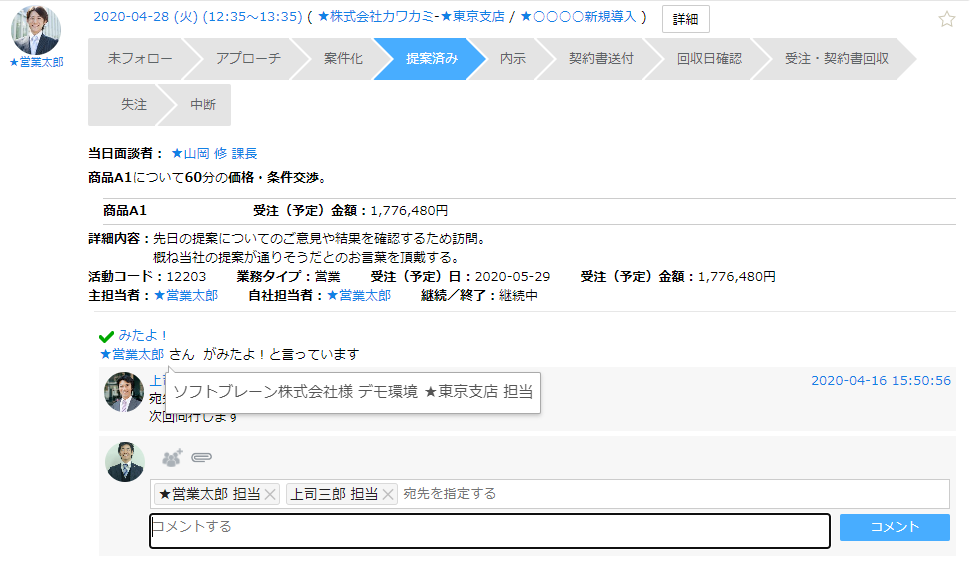 2020-04-28 (火) (12:35～13:35) ( ★株式会社カワカミ-★東京支店 / ★○○○○新規導入 ) 詳細
★営業太郎
未フォロー アプローチ 案件化 提案済み 内示 契約書送付 回収日確認 受注・契約書回収
失注 中断
当日面談者： ★山岡 修 課長
商品A1について60分の価格・条件交渉。
商品A1 受注（予定）金額：1,776,480円
詳細内容：先日の提案についてのご意見や結果を確認するため訪問。
概ね当社の提案が通りそうだとのお言葉を頂戴する。
活動コード：12203 業務タイプ：営業 受注（予定）日：2020-05-29 受注（予定）金額：1,776,480円
主担当者：★営業太郎 自社担当者：★営業太郎 継続／終了：継続中
みたよ！
★営業太郎 さん がみたよ！と言っています
上 2020-04-16 15:50:56
ソフトブレーン株式会社様 デモ環境 ★東京支店 担当
宛
次回同行します
★営業太郎 担当 上司三郎 担当 宛先を指定する
コメントする コメント